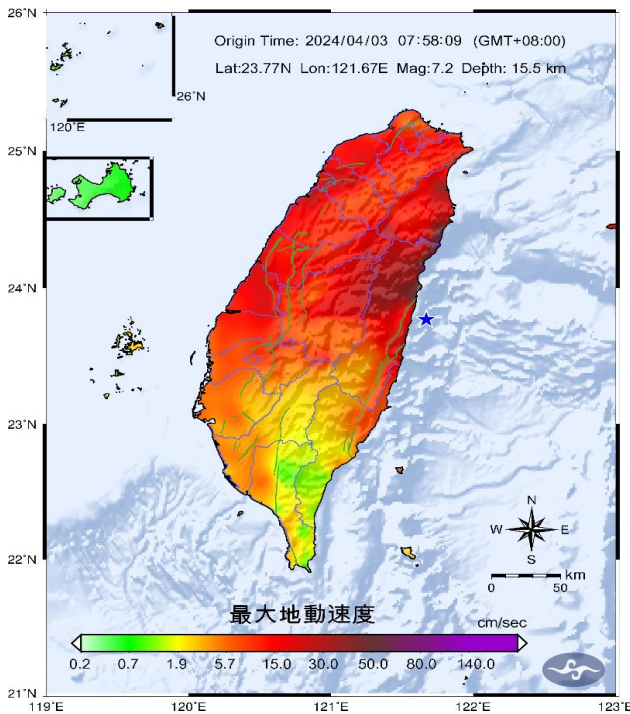 26°N
Origin Time: 2024/04/03 07:58:09 (GMT+08:00)
Lat:23.77N Lon:121.67E Mag:7.2 Depth: 15.5 km
26°N
120°E
25°N
24°N
23°N
22°N
21°N
N
W E
S
km
0 50
最大地動速度
cm/sec
0.2 0.7 1.9 5.7 15.0 30.0 50.0 80.0 140.0
119°E 120°E 121°E 122°E 123°E